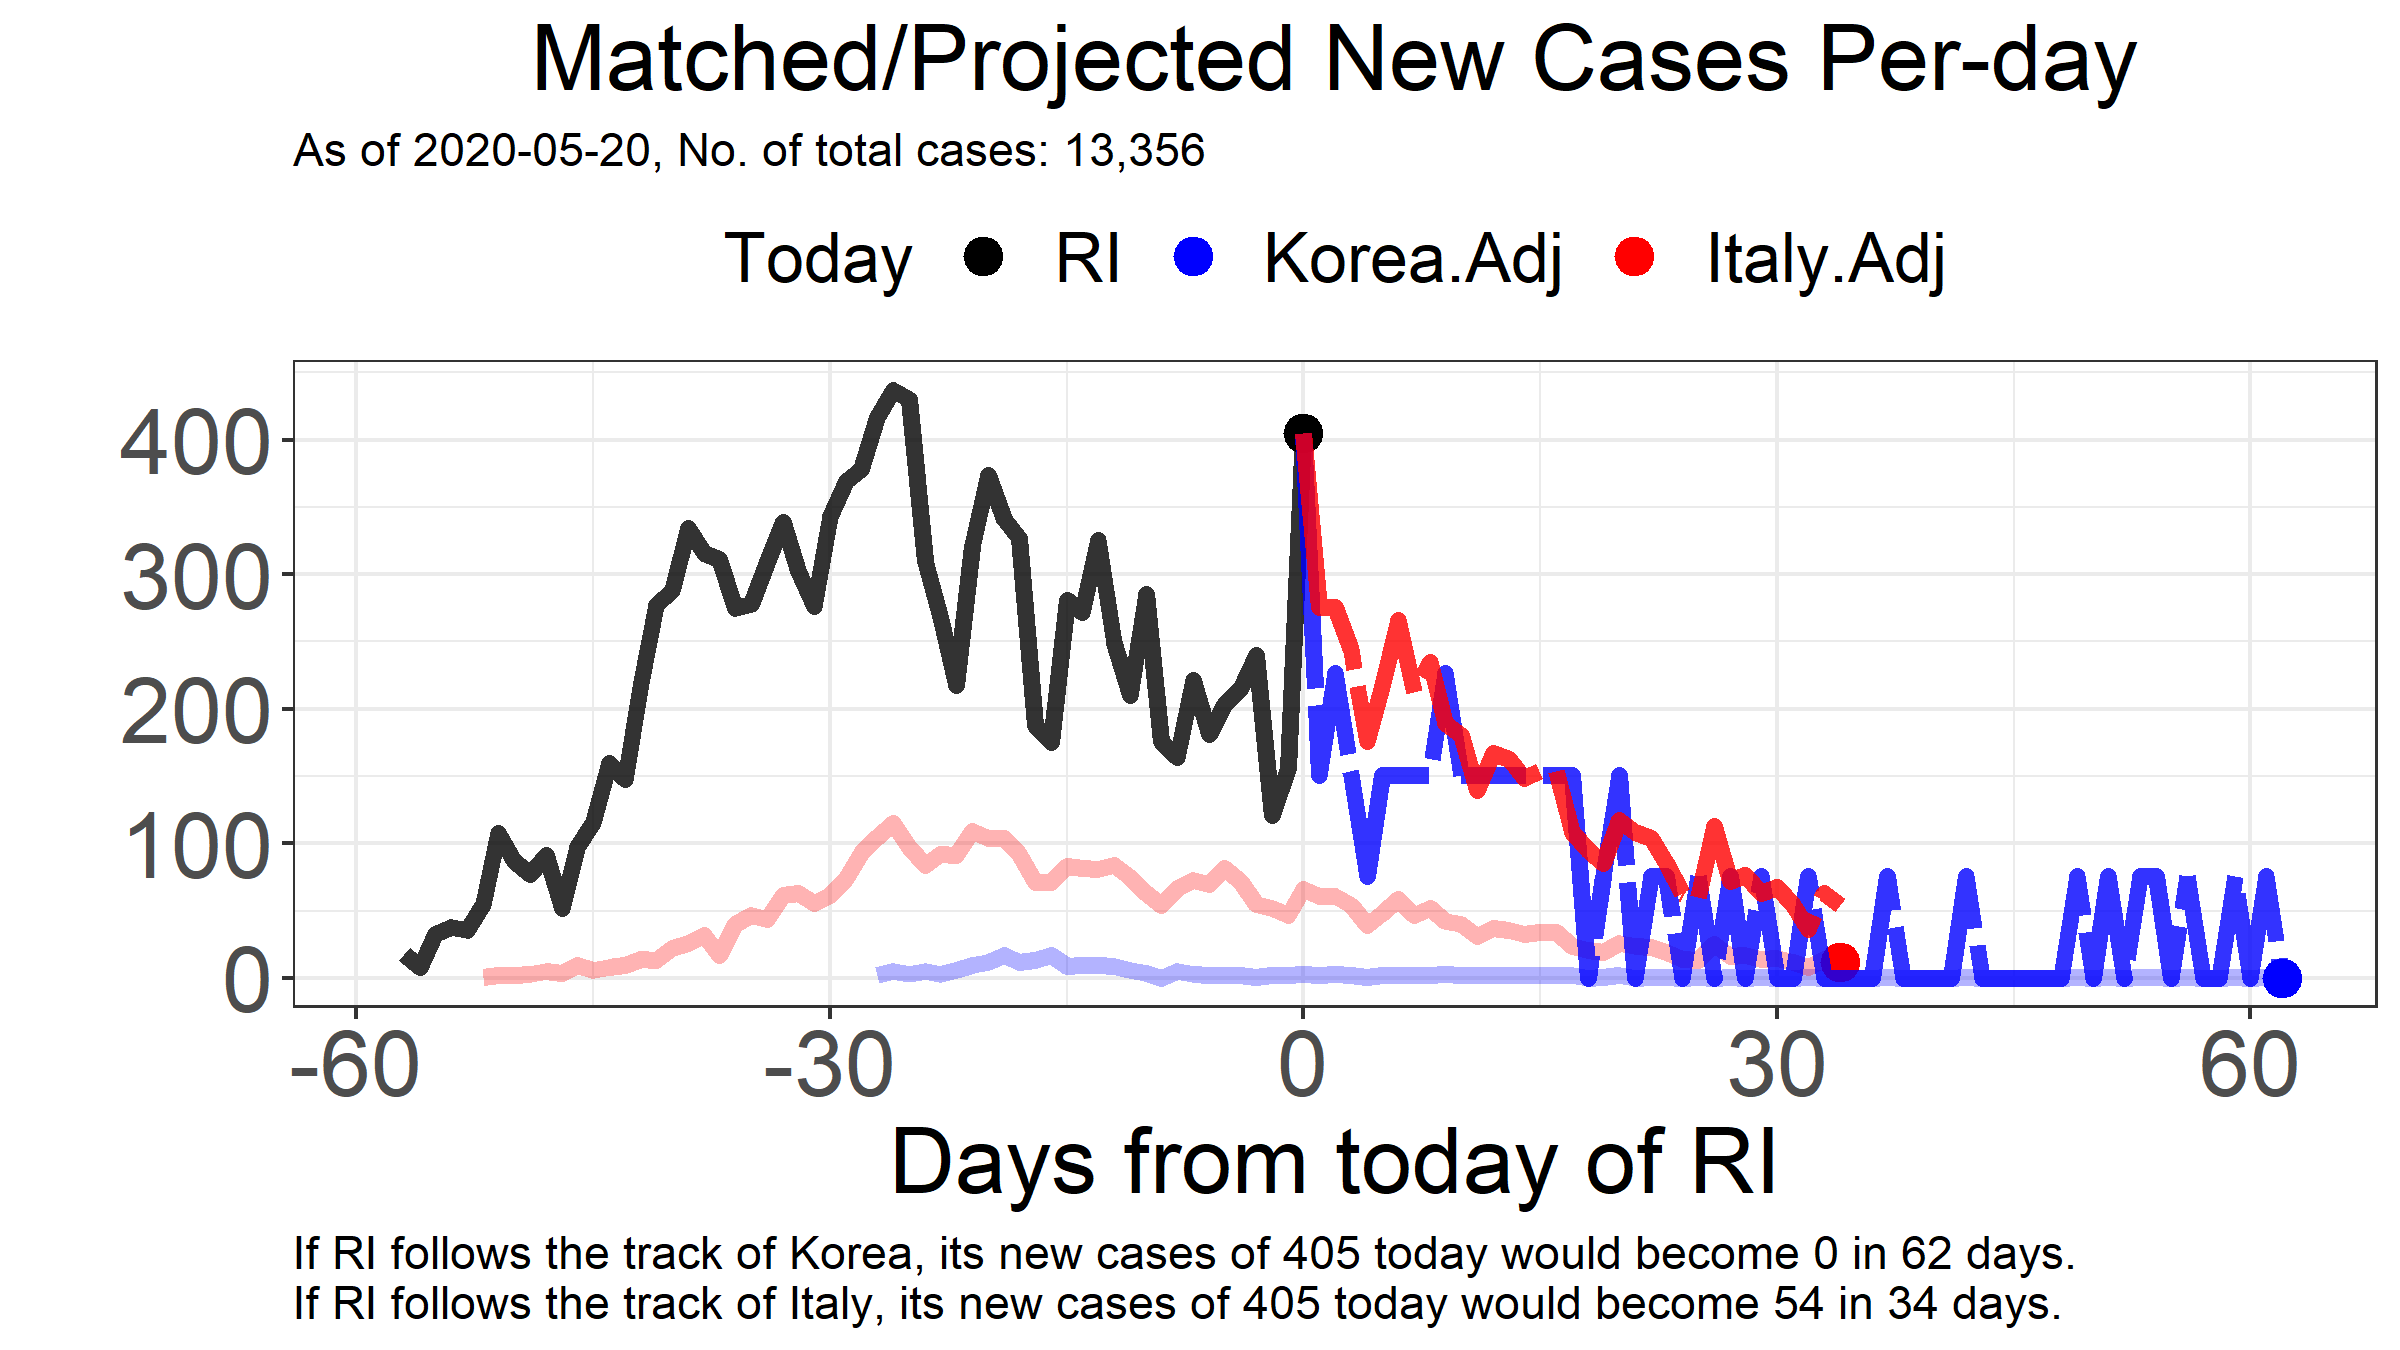 Matched/Projected New Cases Per-day
As of 2020-05-20, No. of total cases: 13,356
Today RI Korea.Adj Italy.Adj
400
300
200
100
0
-60 -30 0 30 60
Days from today of RI
If RI follows the track of Korea, its new cases of 405 today would become 0 in 62 days.
If RI follows the track of Italy, its new cases of 405 today would become 54 in 34 days.